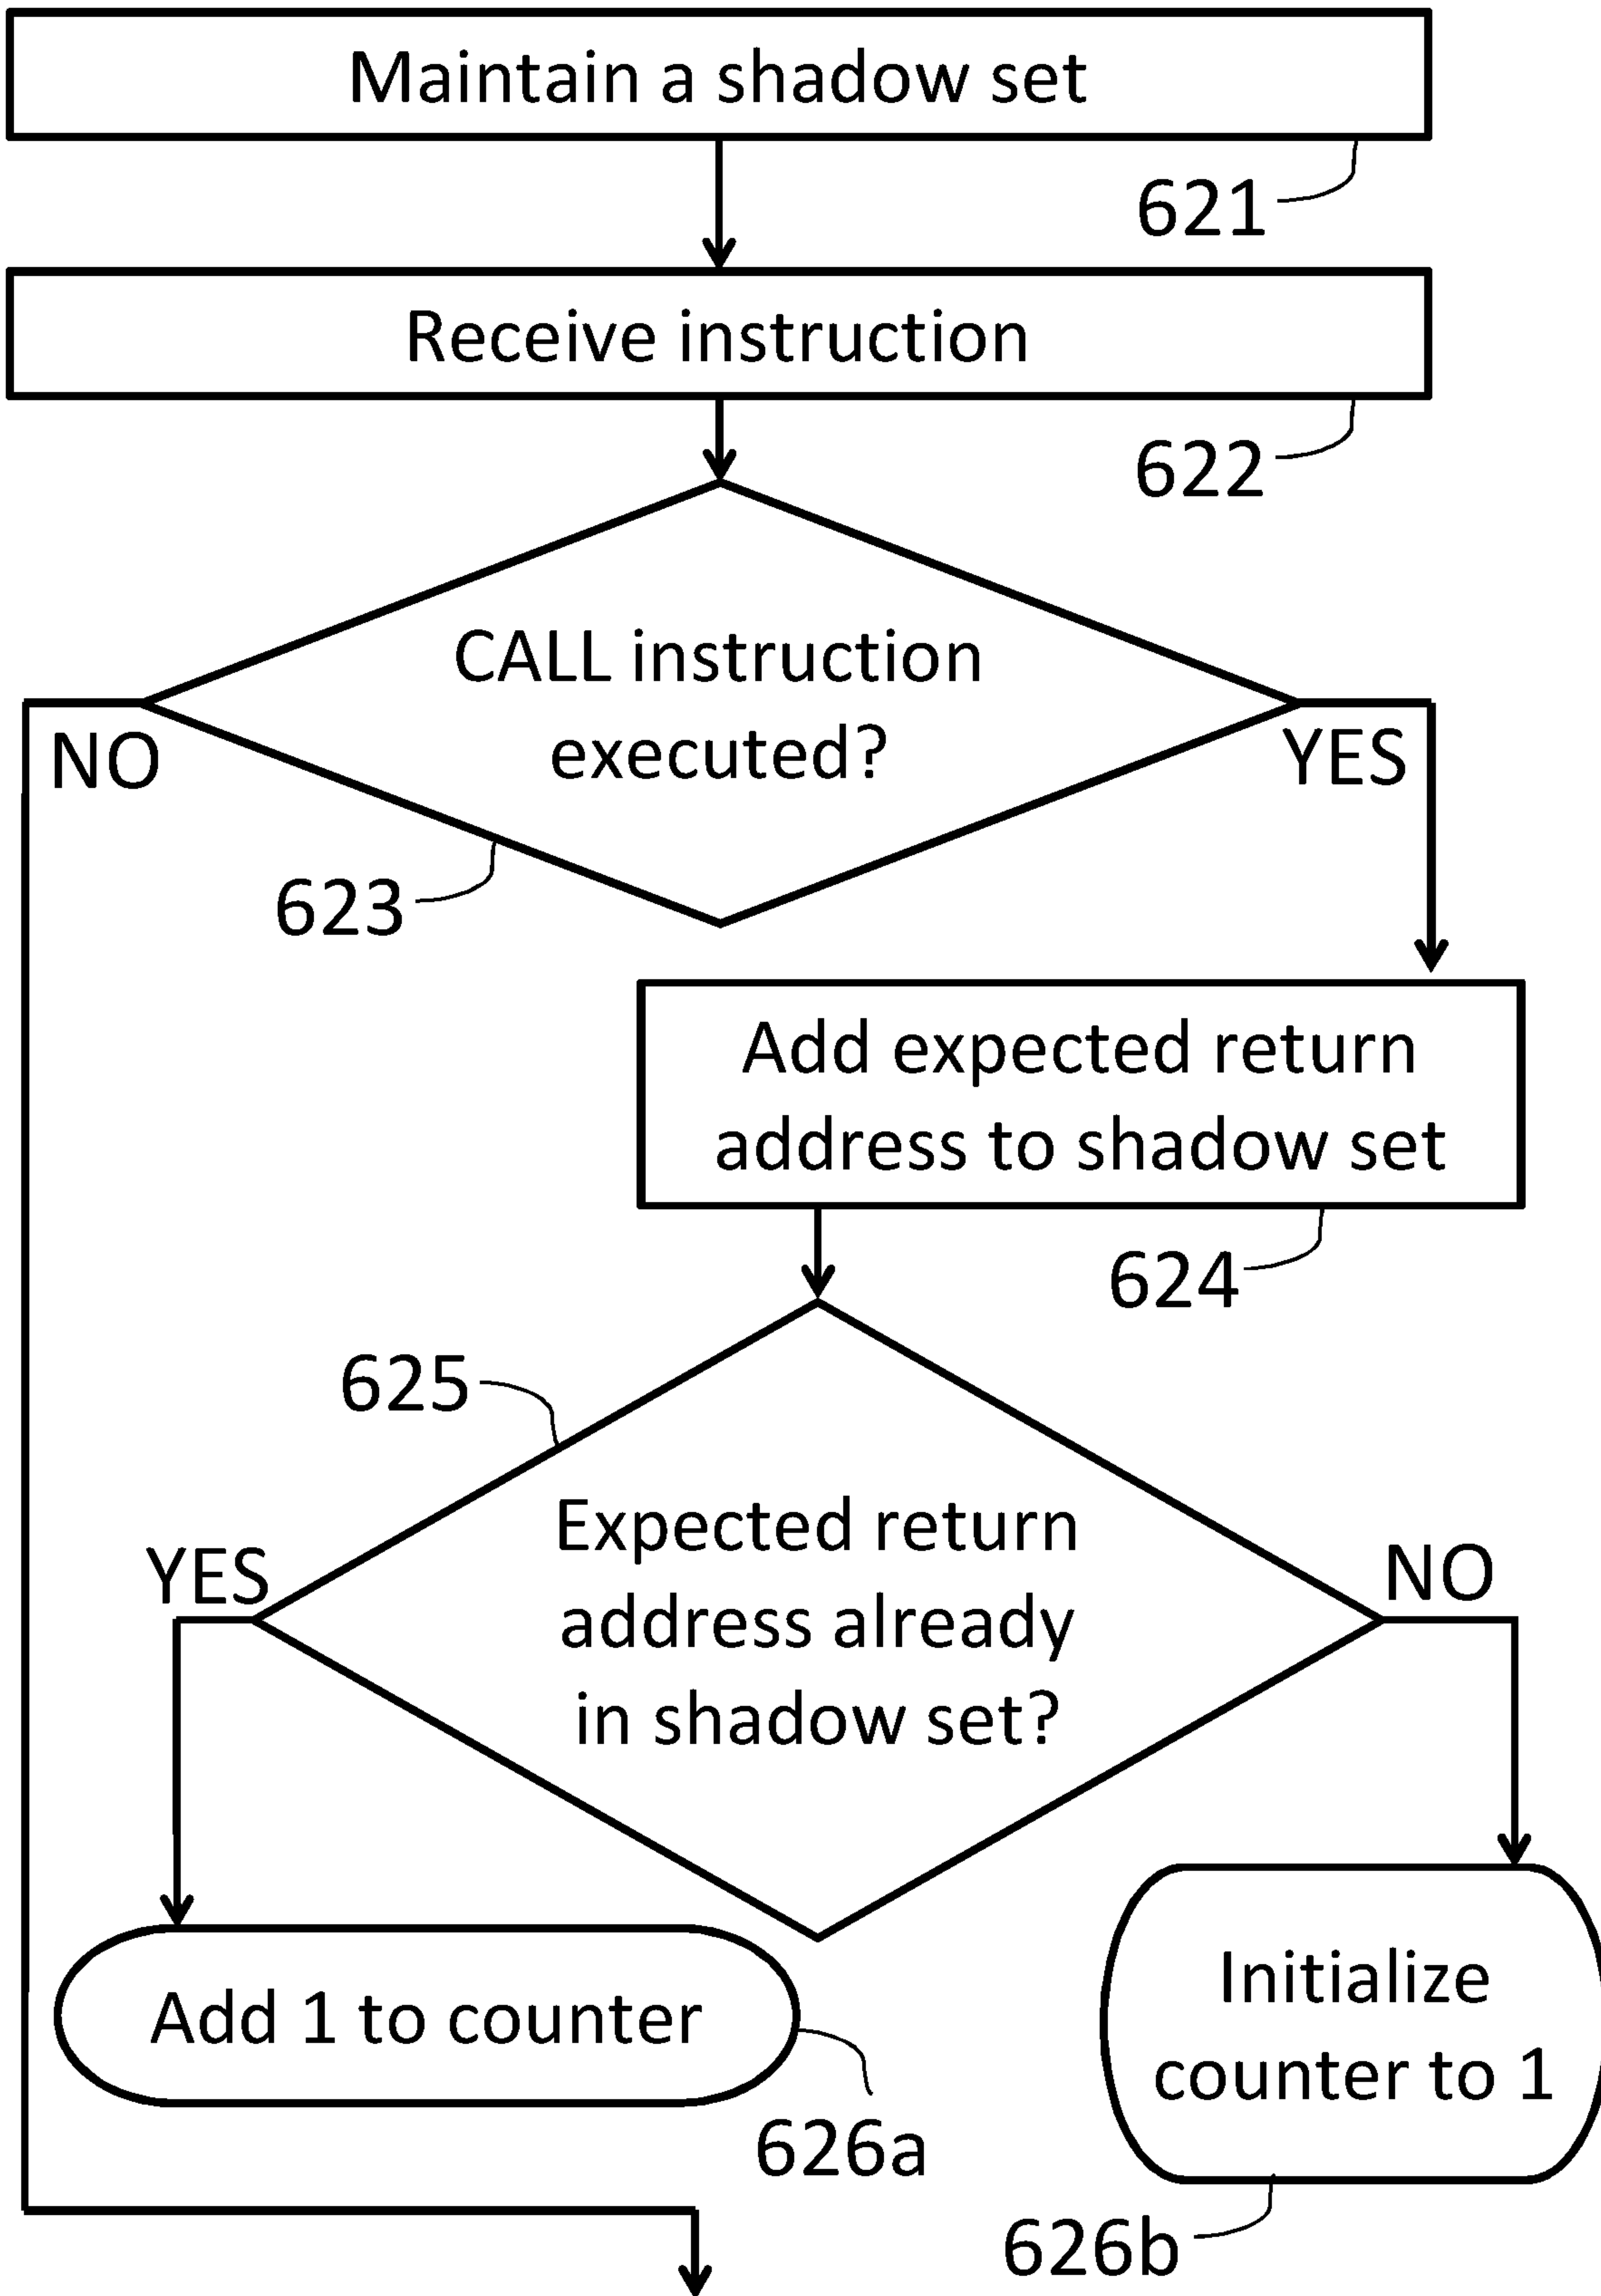 Maintain a shadow set
621
Receive instruction
622
CALL instruction
executed?
NO
YES
623
Add expected return
address to shadow set
624
625
Expected return
address already
in shadow set?
YES
NO
Add 1 to counter
626a
Initialize
counter to 1
626b